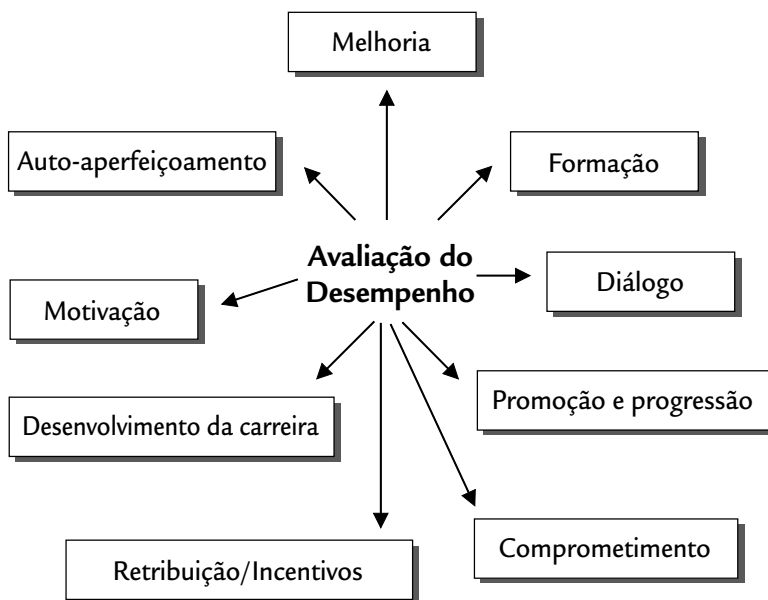 Melhoria
Auto-aperfeiçoamento
Formação
Avaliação do
Desempenho
Diálogo
Motivação
Promoção e progressão
Desenvolvimento da carreira
Comprometimento
Retribuição/Incentivos